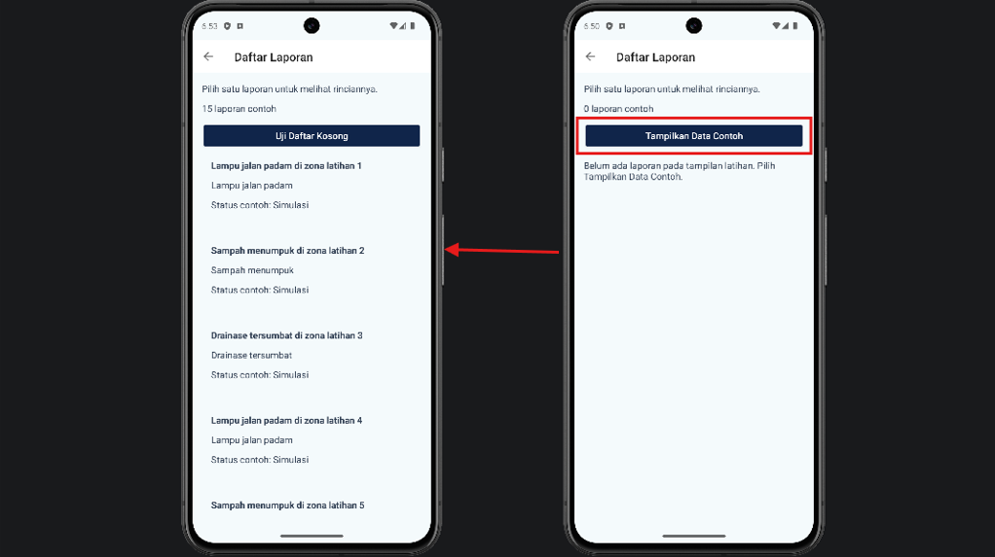 6:53
Daftar Laporan
Pilih satu laporan untuk melihat rinciannya.
15 laporan contoh
Uji Daftar Kosong
Lampu jalan padam di zona latihan 1
Lampu jalan padam
Status contoh: Simulasi
Sampah menumpuk di zona latihan 2
Sampah menumpuk
Status contoh: Simulasi
Drainase tersumbat di zona latihan 3
Drainase tersumbat
Status contoh: Simulasi
Lampu jalan padam di zona latihan 4
Lampu jalan padam
Status contoh: Simulasi
Sampah menumpuk di zona latihan 5
6:50
Daftar Laporan
Pilih satu laporan untuk melihat rinciannya.
0 laporan contoh
Tampilkan Data Contoh
Belum ada laporan pada tampilan latihan. Pilih
Tampilkan Data Contoh.